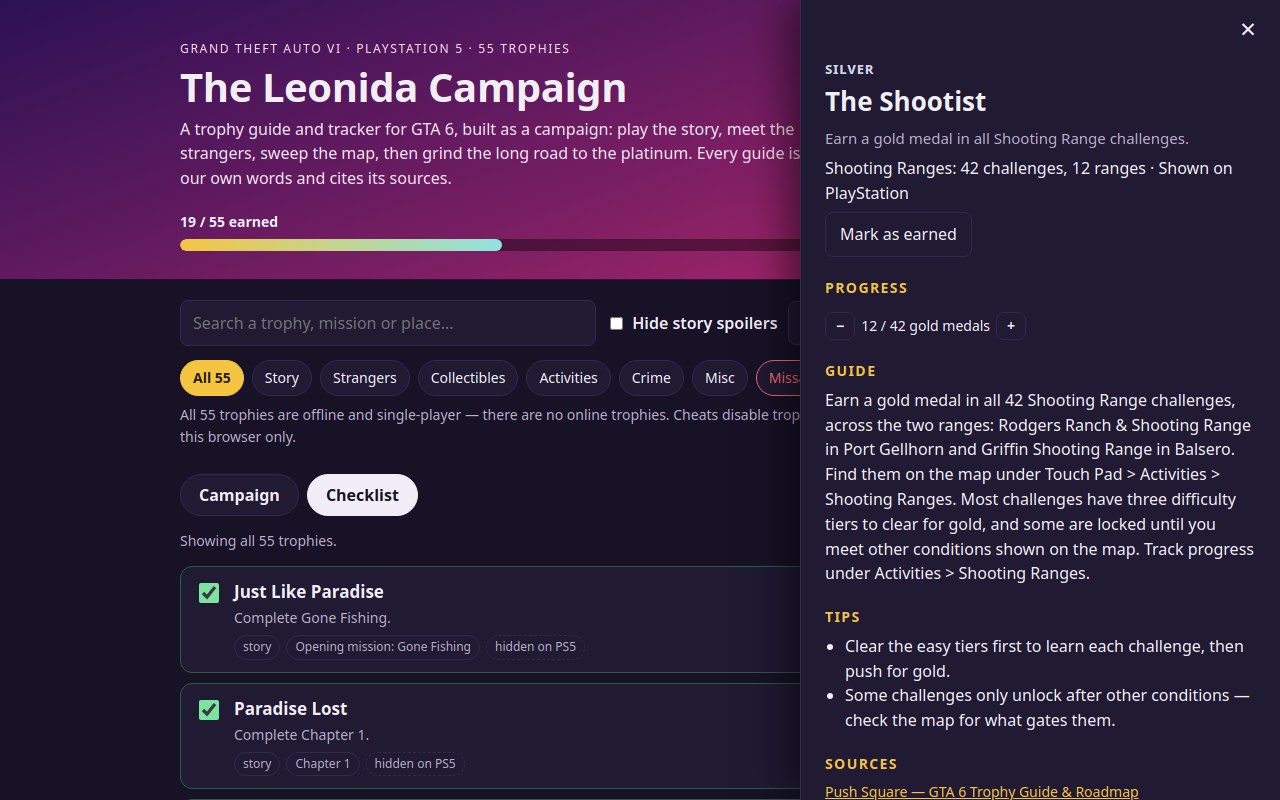 GRAND THEFT AUTO VI · PLAYSTATION 5 · 55 TROPHIES
The Leonida Campaign
A trophy guide and tracker for GTA 6, built as a campaign: play the story, meet the
strangers, sweep the map, then grind the long road to the platinum. Every guide is
our own words and cites its sources.
19 / 55 earned
Search a trophy, mission or place...
Hide story spoilers
All 55
Story
Strangers
Collectibles
Activities
Crime
Misc
All 55 trophies are offline and single-player — there are no online trophies. Cheats disable
this browser only.
Campaign
Checklist
Showing all 55 trophies.
Just Like Paradise
Complete Gone Fishing.
story
Opening mission: Gone Fishing
hidden on PS5
Paradise Lost
Complete Chapter 1.
story
Chapter 1
hidden on PS5
✕
SILVER
The Shootist
Earn a gold medal in all Shooting Range challenges.
Shooting Ranges: 42 challenges, 12 ranges · Shown on
PlayStation
Mark as earned
PROGRESS
− 12 / 42 gold medals +
GUIDE
Earn a gold medal in all 42 Shooting Range challenges,
across the two ranges: Rodgers Ranch & Shooting Range
in Port Gellhorn and Griffin Shooting Range in Balsero.
Find them on the map under Touch Pad > Activities >
Shooting Ranges. Most challenges have three difficulty
tiers to clear for gold, and some are locked until you
meet other conditions shown on the map. Track progress
under Activities > Shooting Ranges.
TIPS
• Clear the easy tiers first to learn each challenge, then
push for gold.
• Some challenges only unlock after other conditions —
check the map for what gates them.
SOURCES
Push Square — GTA 6 Trophy Guide & Roadmap